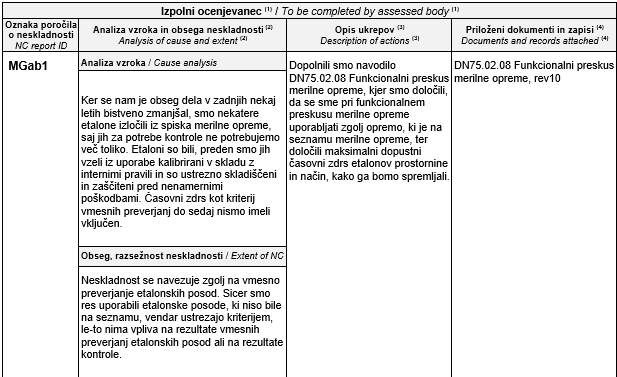 Izpolni ocenjevanec (1) / To be completed by assessed body (1)
Oznaka poročila
o neskladnosti
NC report ID
Analiza vzroka in obsega neskladnosti (2)
Analysis of cause and extent (2)
Opis ukrepov (3)
Description of actions (3)
Priloženi dokumenti in zapisi (4)
Documents and records attached (4)
MGab1
Analiza vzroka / Cause analysis
Ker se nam je obseg dela v zadnjih nekaj
letih bistveno zmanjšal, smo nekatere
etalone izločili iz spiska merilne opreme,
saj jih za potrebe kontrole ne potrebujemo
več toliko. Etaloni so bili, preden smo jih
vzeli iz uporabe kalibrirani v skladu z
internimi pravili in so ustrezno skladiščeni
in zaščiteni pred nenamernimi
poškodbami. Časovni zdrs kot kriterij
vmesnih preverjanj do sedaj nismo imeli
vključen.
Obseg, razsežnost neskladnosti / Extent of NC
Neskladnost se navezuje zgolj na vmesno
preverjanje etalonskih posod. Sicer smo
res uporabili etalonske posode, ki niso bile
na seznamu, vendar ustrezajo kriterijem,
le-to nima vpliva na rezultate vmesnih
preverjanj etalonskih posod ali na rezultate
kontrole.
Dopolnili smo navodilo
DN75.02.08 Funkcionalni preskus
merilne opreme, kjer smo določili,
da se sme pri funkcionalnem
preskusu merilne opreme
uporabljati zgolj opremo, ki je na
seznamu merilne opreme, ter
določili maksimalni dopustni
časovni zdrs etalonov prostornine
in način, kako ga bomo spremljali.
DN75.02.08 Funkcionalni preskus
merilne opreme, rev10